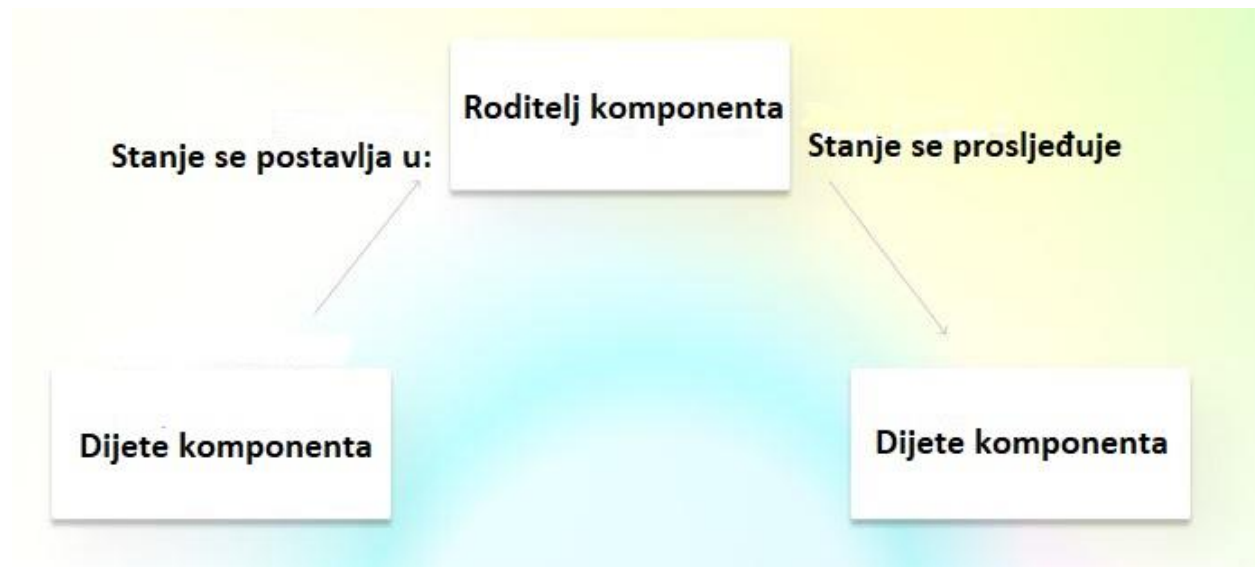 Roditelj komponenta
Stanje se postavlja u:
Stanje se prosljeđuje
Dijete komponenta
Dijete komponenta